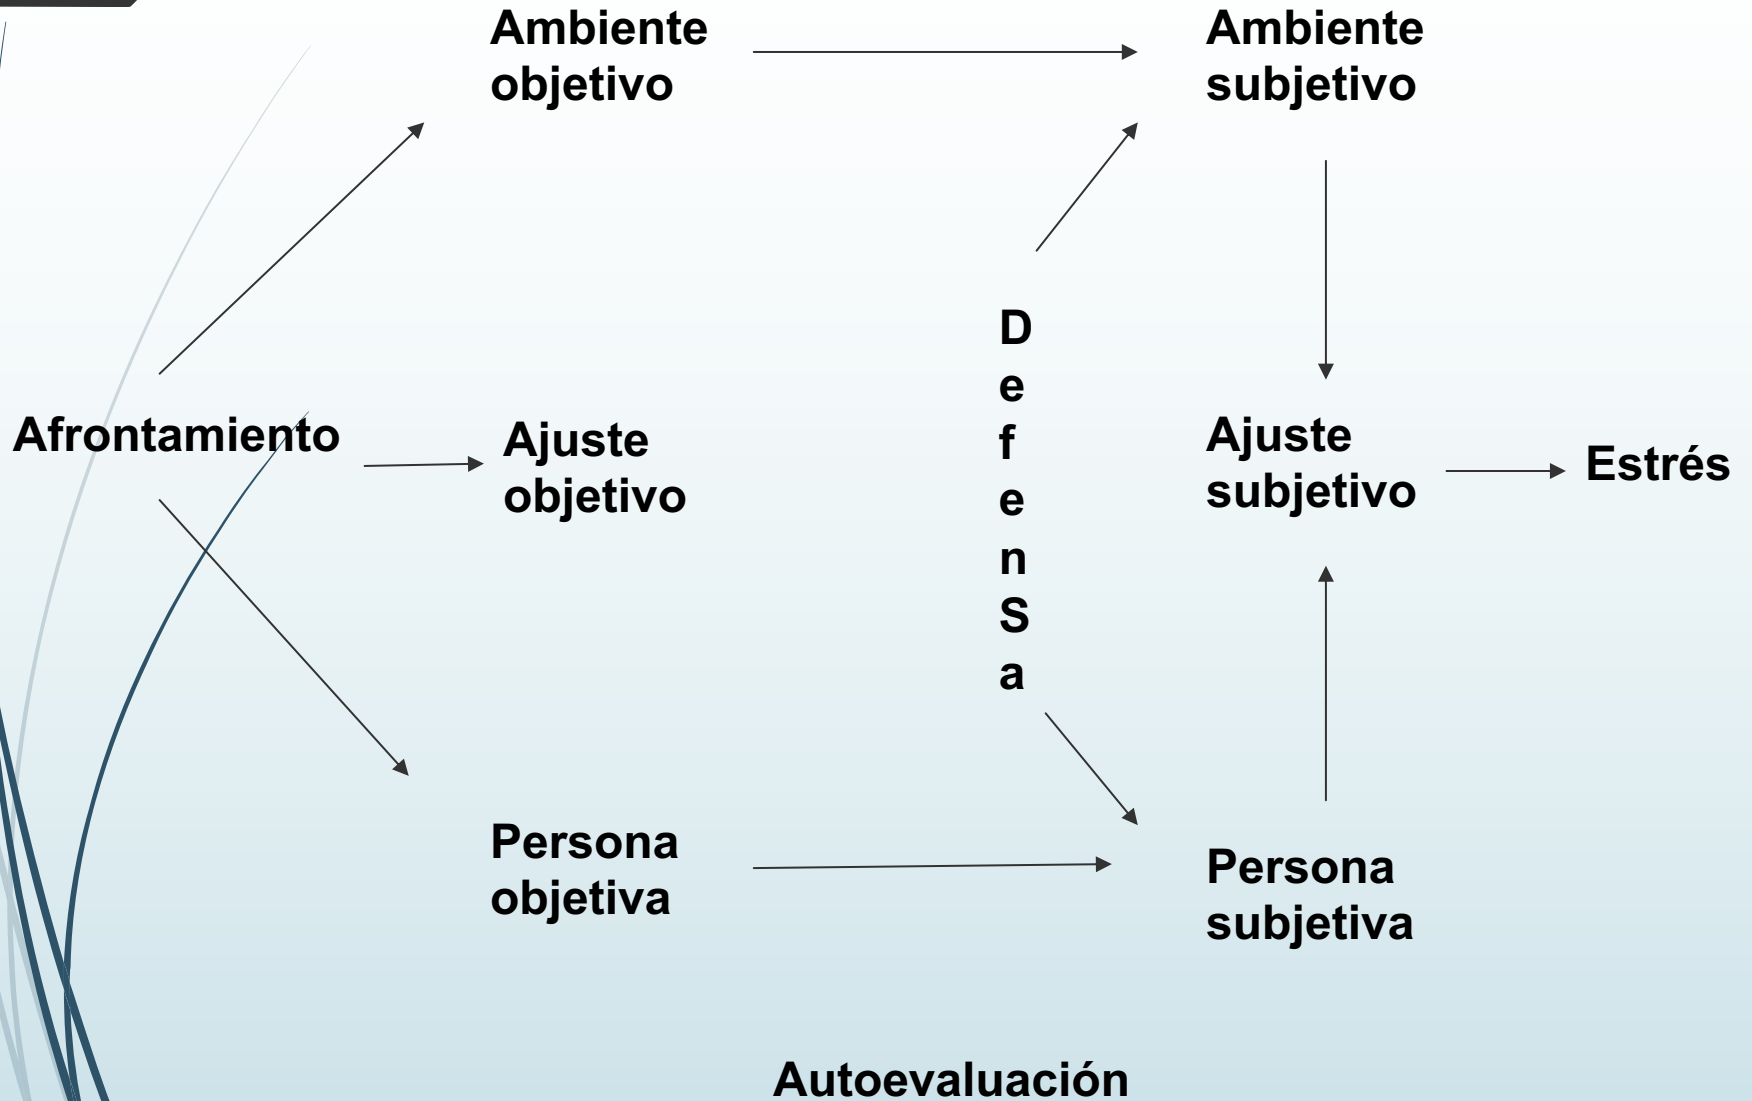 Ambiente
objetivo
Ambiente
subjetivo
D
e
f
e
n
S
a
Afrontamiento
Ajuste
objetivo
Ajuste
subjetivo
Estrés
Persona
objetiva
Persona
subjetiva
Autoevaluación